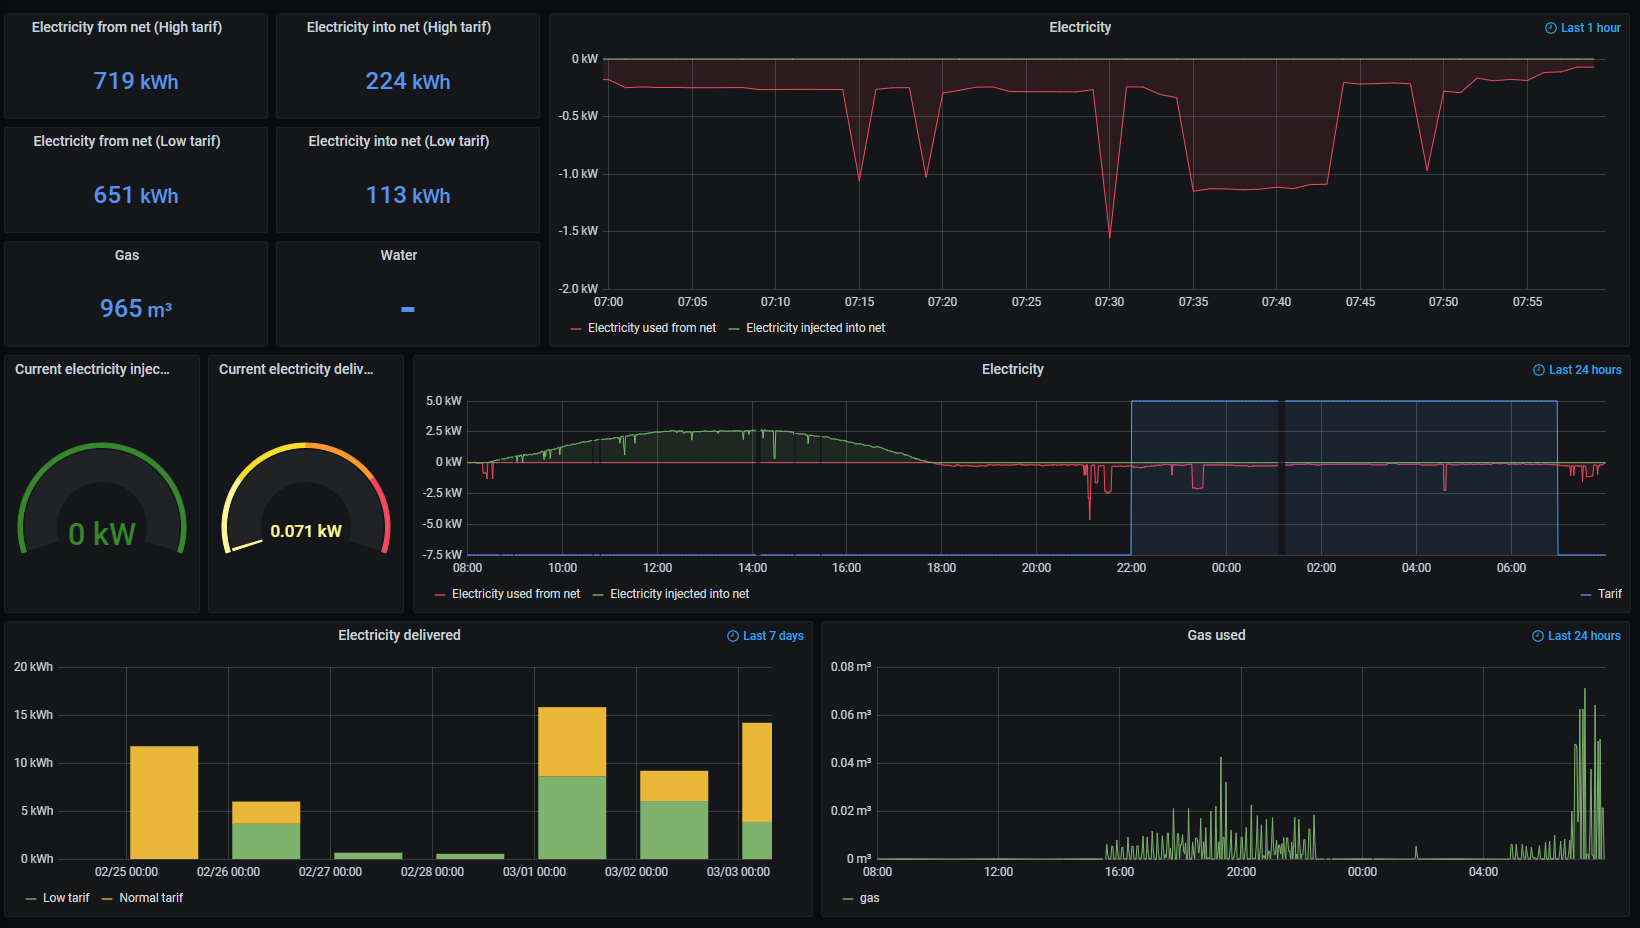 Electricity from net (High tarif)
719 kWh
Electricity into net (High tarif)
224 kWh
Electricity from net (Low tarif)
651 kWh
Electricity into net (Low tarif)
113 kWh
Gas
965 m³
Water
-
Electricity
Last 1 hour
0 kW
-0.5 kW
-1.0 kW
-1.5 kW
-2.0 kW
07:00 07:05 07:10 07:15 07:20 07:25 07:30 07:35 07:40 07:45 07:50 07:55
Electricity used from net Electricity injected into net
Current electricity injec...
0 kW
Current electricity deliv...
0.071 kW
Electricity
Last 24 hours
5.0 kW
2.5 kW
0 kW
-2.5 kW
-5.0 kW
-7.5 kW
08:00 10:00 12:00 14:00 16:00 18:00 20:00 22:00 00:00 02:00 04:00 06:00
Electricity used from net Electricity injected into net Tarif
Electricity delivered
Last 7 days
20 kWh
15 kWh
10 kWh
5 kWh
0 kWh
02/25 00:00 02/26 00:00 02/27 00:00 02/28 00:00 03/01 00:00 03/02 00:00 03/03 00:00
Low tarif Normal tarif
Gas used
Last 24 hours
0.08 m³
0.06 m³
0.04 m³
0.02 m³
0 m³
08:00 12:00 16:00 20:00 00:00 04:00
gas